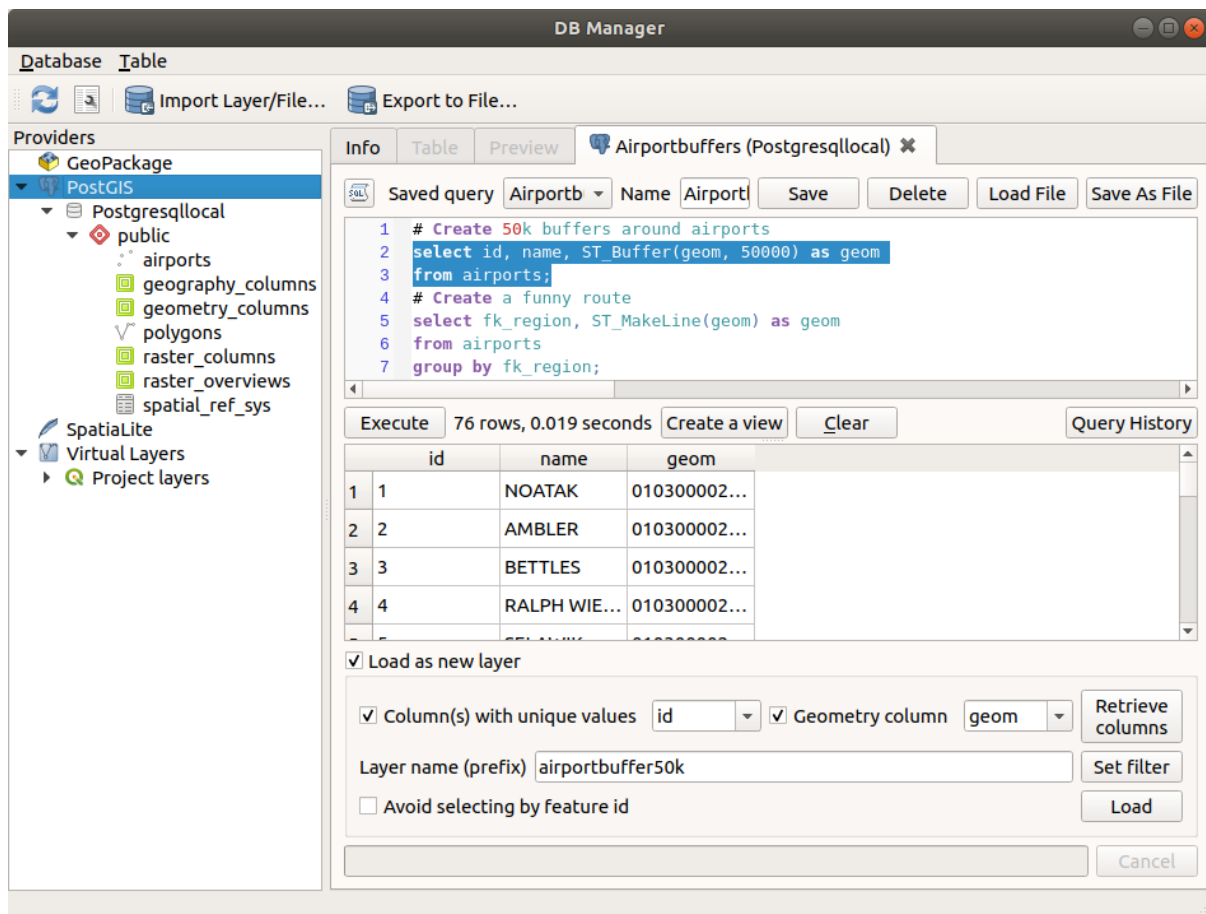 DB Manager
Database Table
Import Layer/File... Export to File...
Providers
GeoPackage
PostGIS
Postgresqllocal
public
airports
geography_columns
geometry_columns
polygons
raster_columns
raster_overviews
spatial_ref_sys
SpatiaLite
Virtual Layers
Project layers
Info Table Preview Airportbuffers (Postgresqllocal)
SQL Saved query Airportb Name Airportl Save Delete Load File Save As File
1 # Create 50k buffers around airports
2 select id, name, ST_Buffer(geom, 50000) as geom
3 from airports;
4 # Create a funny route
5 select fk_region, ST_MakeLine(geom) as geom
6 from airports
7 group by fk_region;
Execute 76 rows, 0.019 seconds Create a view Clear Query History
id name geom
1 1 NOATAK 010300002...
2 2 AMBLER 010300002...
3 3 BETTLES 010300002...
4 4 RALPH WIE... 010300002...
Load as new layer
Column(s) with unique values id Geometry column geom Retrieve columns
Layer name (prefix) airportbuffer50k Set filter
Avoid selecting by feature id Load
Cancel